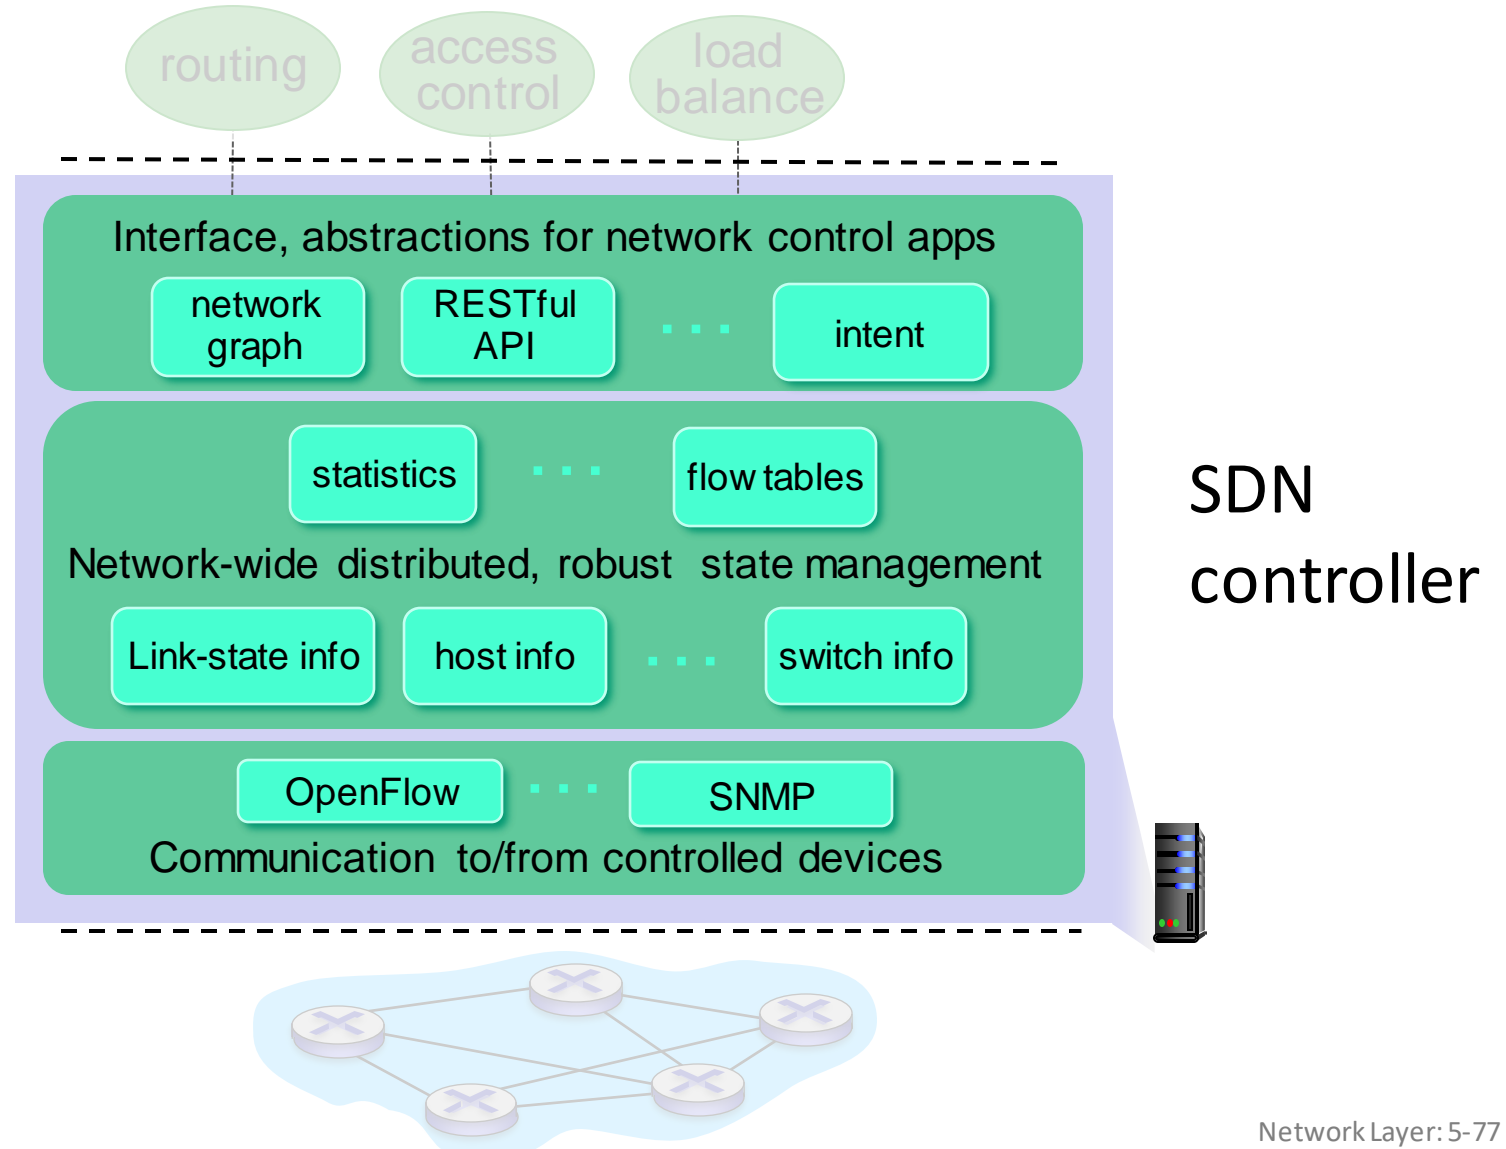 routing
access
control
load
balance
Interface, abstractions for network control apps
network
graph
RESTful
API
. . .
intent
statistics
. . .
flow tables
Network-wide distributed, robust state management
Link-state info
host info
. . .
switch info
OpenFlow
. . .
SNMP
Communication to/from controlled devices
SDN
controller
Network Layer: 5-77